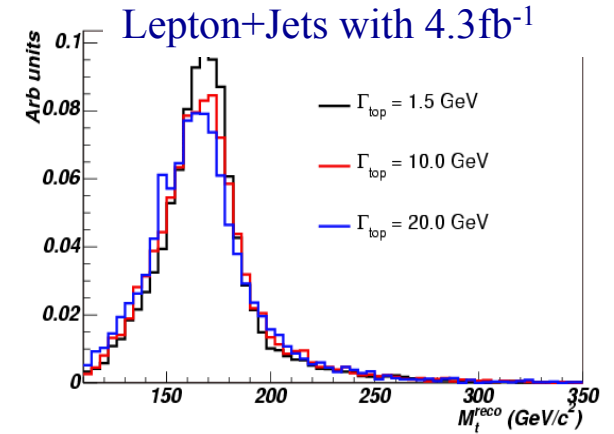 Lepton+Jets with 4.3fb⁻¹
Arb units
0.1
0.08
0.06
0.04
0.02
0
Γtop = 1.5 GeV
Γtop = 10.0 GeV
Γtop = 20.0 GeV
150 200 250 300 350
Mtreco (GeV/c²)